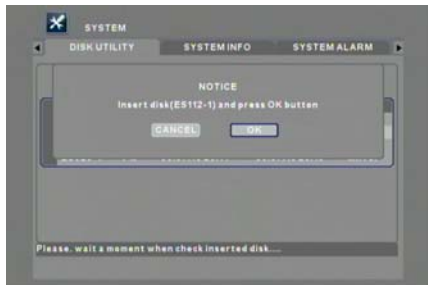 SYSTEM
DISK UTILITY SYSTEM INFO SYSTEM ALARM
NOTICE
Insert disk(ES112-1) and press OK button
CANCEL OK
Please. wait a moment when check inserted disk....